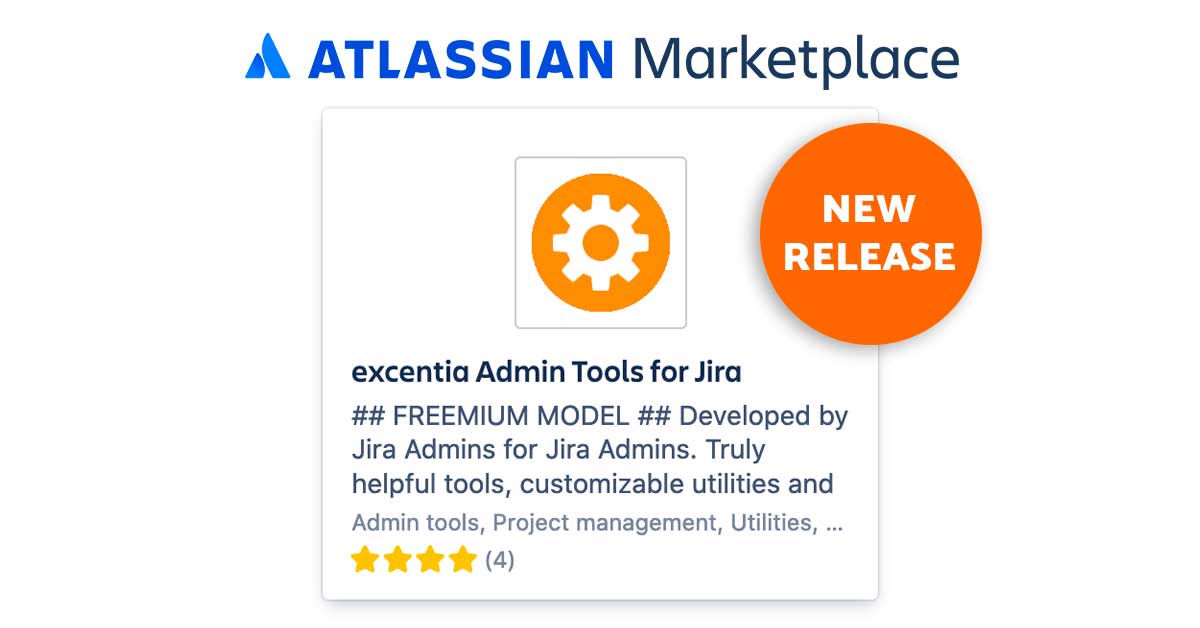 ATLASSIAN Marketplace
NEW
RELEASE
excentia Admin Tools for Jira
## FREEMIUM MODEL ## Developed by
Jira Admins for Jira Admins. Truly
helpful tools, customizable utilities and
Admin tools, Project management, Utilities, ...
(4)